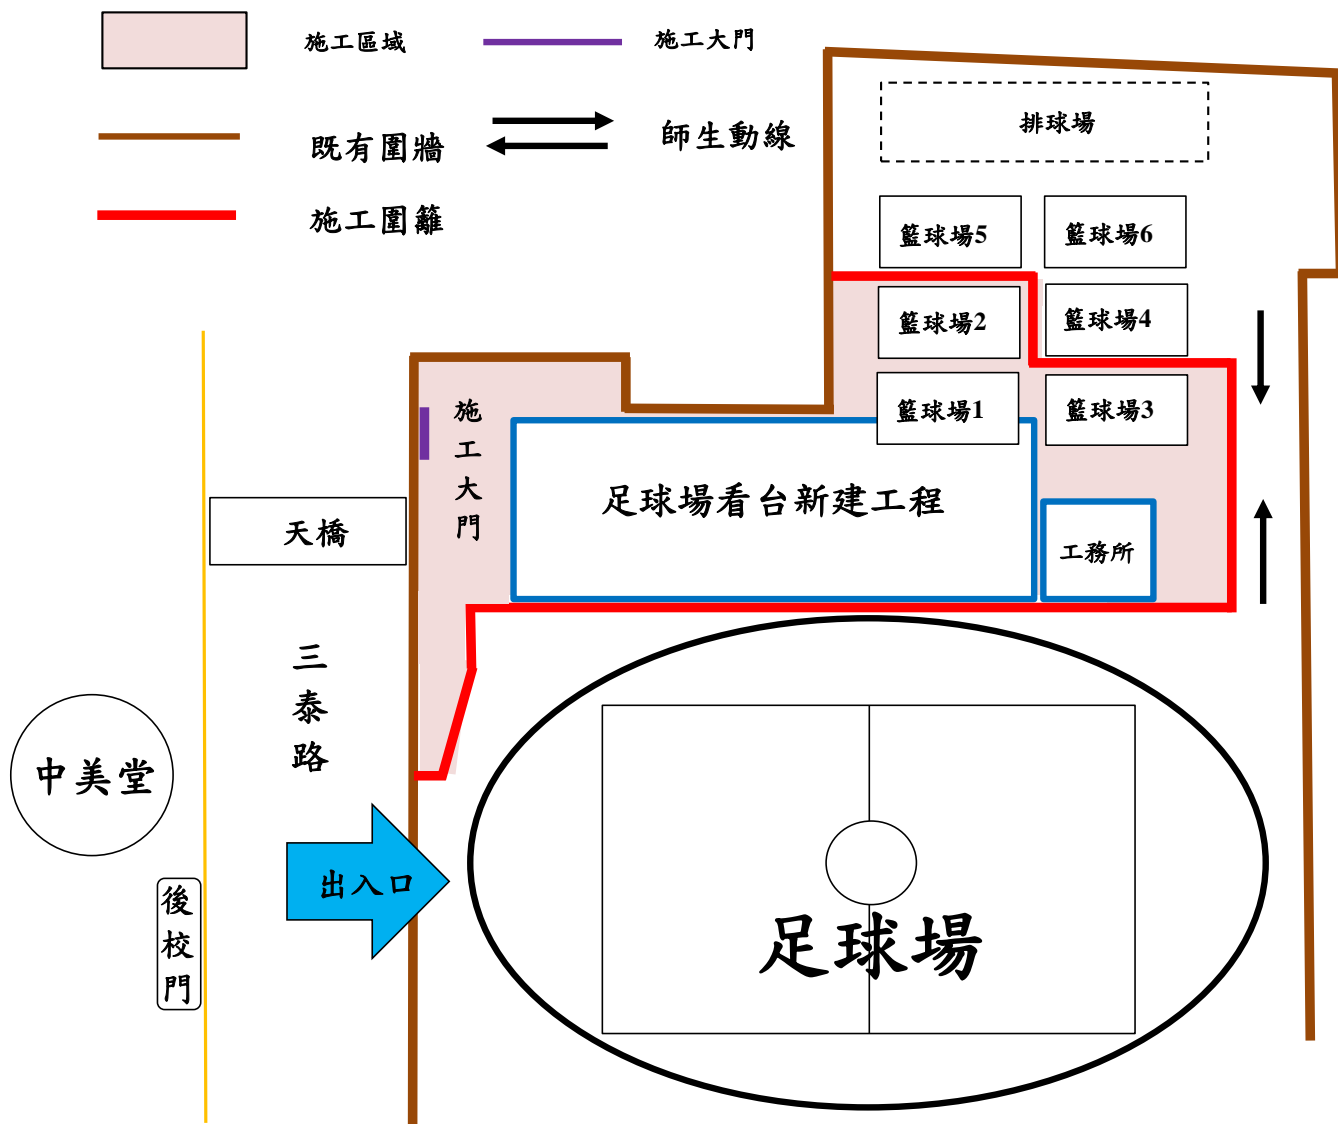 施工區域
施工大門
既有圍牆
師生動線
施工圍籬
排球場
籃球場5
籃球場6
籃球場2
籃球場4
籃球場1
籃球場3
施工大門
足球場看台新建工程
工務所
天橋
三泰路
中美堂
出入口
後校門
足球場